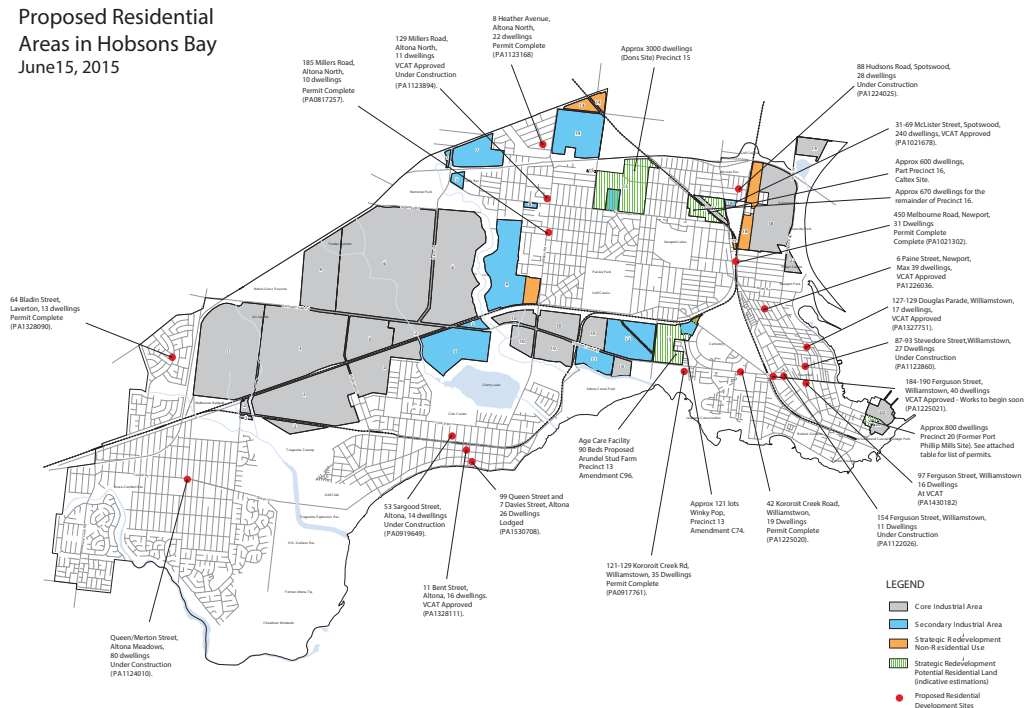 Proposed Residential
Areas in Hobsons Bay
June15, 2015
8 Heather Avenue,
Altona North,
22 dwellings
Permit Complete
(PA1123168)
129 Millers Road,
Altona North,
11 dwellings
VCAT Approved
Under Construction
(PA1123894).
185 Millers Road,
Altona North,
10 dwellings
Permit Complete
(PA0817257).
Approx 3000 dwellings
(Dons Site) Precinct 15
88 Hudsons Road, Spotswood,
28 dwellings
Under Construction
(PA1224025).
31-69 McLister Street, Spotswood,
240 dwellings, VCAT Approved
(PA1021678).
Approx 600 dwellings,
Part Precinct 16,
Caltex Site.
Approx 670 dwellings for the
remainder of Precinct 16.
450 Melbourne Road, Newport,
31 Dwellings
Permit Complete
Complete (PA1021302).
6 Paine Street, Newport,
Max 39 dwellings,
VCAT Approved
PA1226036.
127-129 Douglas Parade, Williamstown,
17 dwellings,
VCAT Approved
(PA1327751).
87-93 Stevedore Street,Williamstown,
27 Dwellings
Under Construction
(PA1122860).
184-190 Ferguson Street,
Williamstown, 40 dwellings
VCAT Approved - Works to begin soon
(PA1225021).
Approx 800 dwellings
Precinct 20 (Former Port
Phillip Mills Site). See attached
table for list of permits.
97 Ferguson Street, Williamstown
16 Dwellings
At VCAT
(PA1430182)
154 Ferguson Street, Williamstown,
11 Dwellings
Under Construction
(PA1122026).
64 Bladin Street,
Laverton, 13 dwellings
Permit Complete
(PA1328090).
Age Care Facility
90 Beds Proposed
Arundel Stud Farm
Precinct 13
Amendment C96.
Approx 121 lots
Winky Pop,
Precinct 13
Amendment C74.
42 Kororoit Creek Road,
Williamstwon,
19 Dwellings
Permit Complete
(PA1225020).
53 Sargood Street,
Altona, 14 dwellings
Under Construction
(PA0919649).
99 Queen Street and
7 Davies Street, Altona
26 Dwellings
Lodged
(PA1530708).
121-129 Kororoit Creek Rd,
Williamstown, 35 Dwellings
Permit Complete
(PA0917761).
11 Bent Street,
Altona, 16 dwellings.
VCAT Approved
(PA1328111).
Queen/Merton Street,
Altona Meadows,
80 dwellings
Under Construction
(PA1124010).
Cherry Lake
LEGEND
Core Industrial Area
Secondary Industrial Area
Strategic Redevelopment
Non-Residential Use
Strategic Redevelopment
Potential Residential Land
(indicative estimations)
Proposed Residential
Development Sites